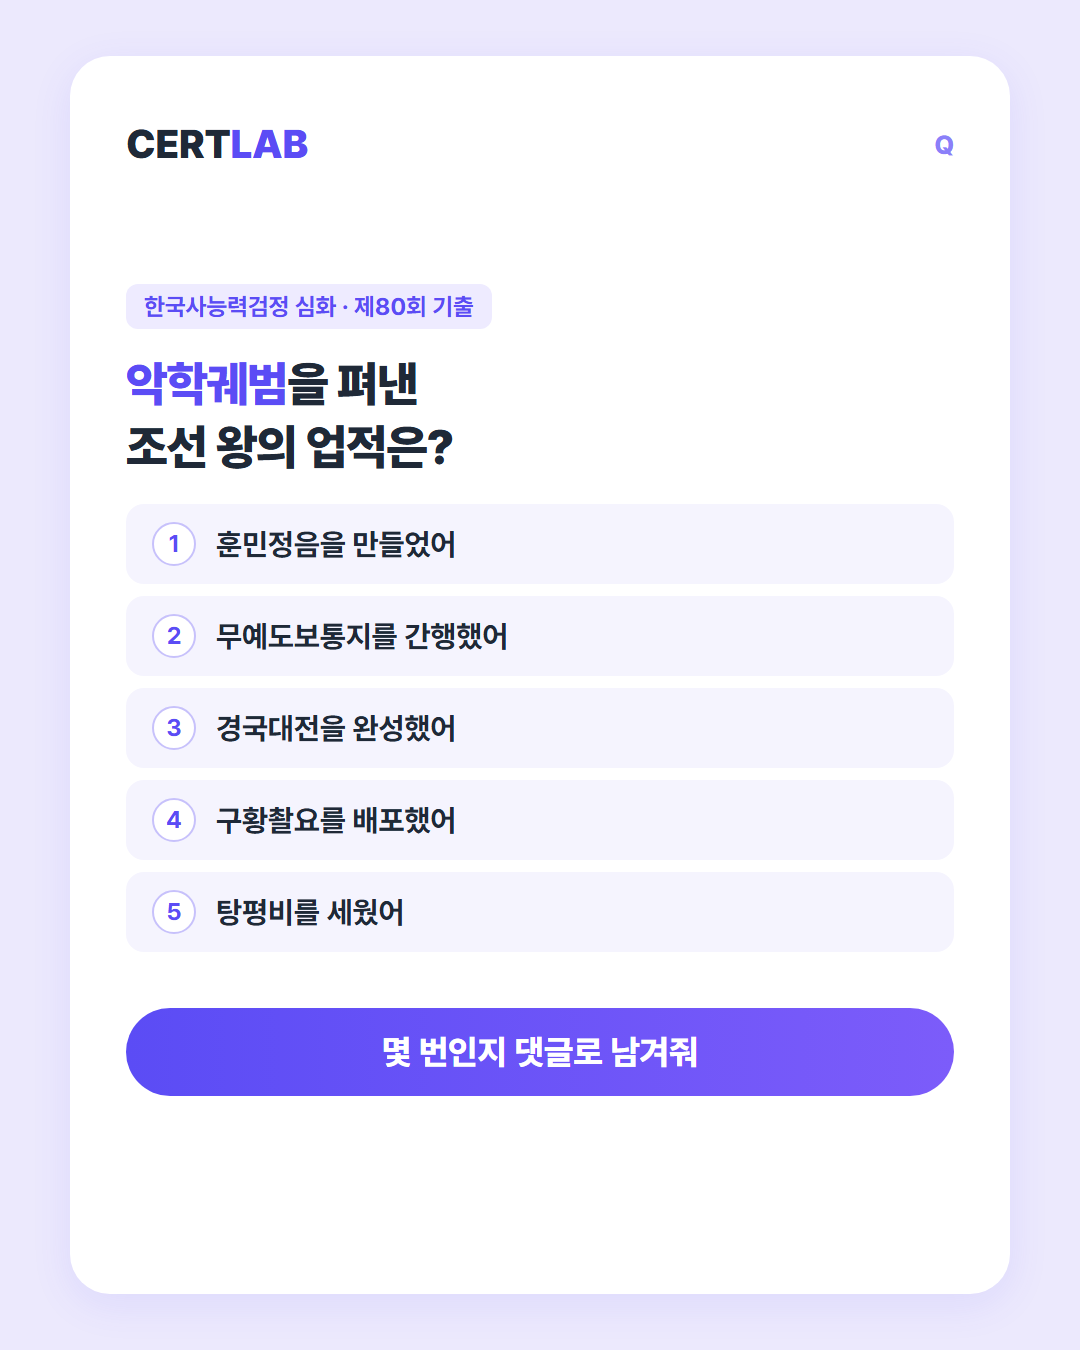 CERTLAB
Q
한국사능력검정 심화 · 제80회 기출
악학궤범을 펴낸
조선 왕의 업적은?
1 훈민정음을 만들었어
2 무예도보통지를 간행했어
3 경국대전을 완성했어
4 구황촬요를 배포했어
5 탕평비를 세웠어
몇 번인지 댓글로 남겨줘